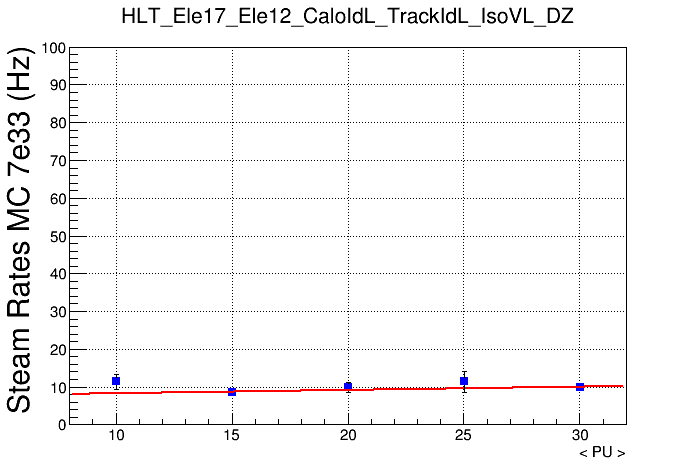 HLT_Ele17_Ele12_CaloIdL_TrackIdL_IsoVL_DZ
Steam Rates MC 7e33 (Hz)
100
90
80
70
60
50
40
30
20
10
0
10 15 20 25 30
< PU >